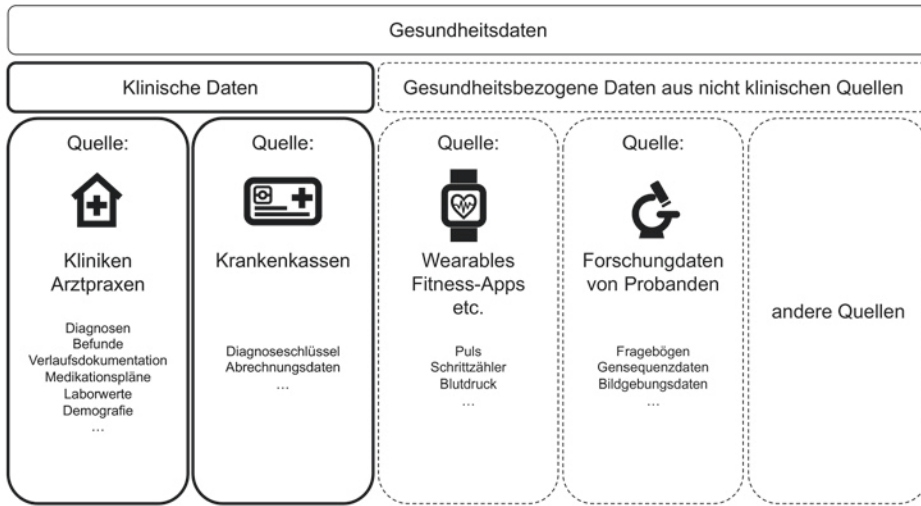 Gesundheitsdaten
Klinische Daten
Gesundheitsbezogene Daten aus nicht klinischen Quellen
Quelle:
Kliniken
Arztpraxen
Diagnosen
Befunde
Verlaufsdokumentation
Medikationspläne
Laborwerte
Demografie
...
Quelle:
Krankenkassen
Diagnoseschlüssel
Abrechnungsdaten
...
Quelle:
Wearables
Fitness-Apps
etc.
Puls
Schrittzähler
Blutdruck
...
Quelle:
Forschungdaten
von Probanden
Fragebögen
Gensequenzdaten
Bildgebungsdaten
...
andere Quellen